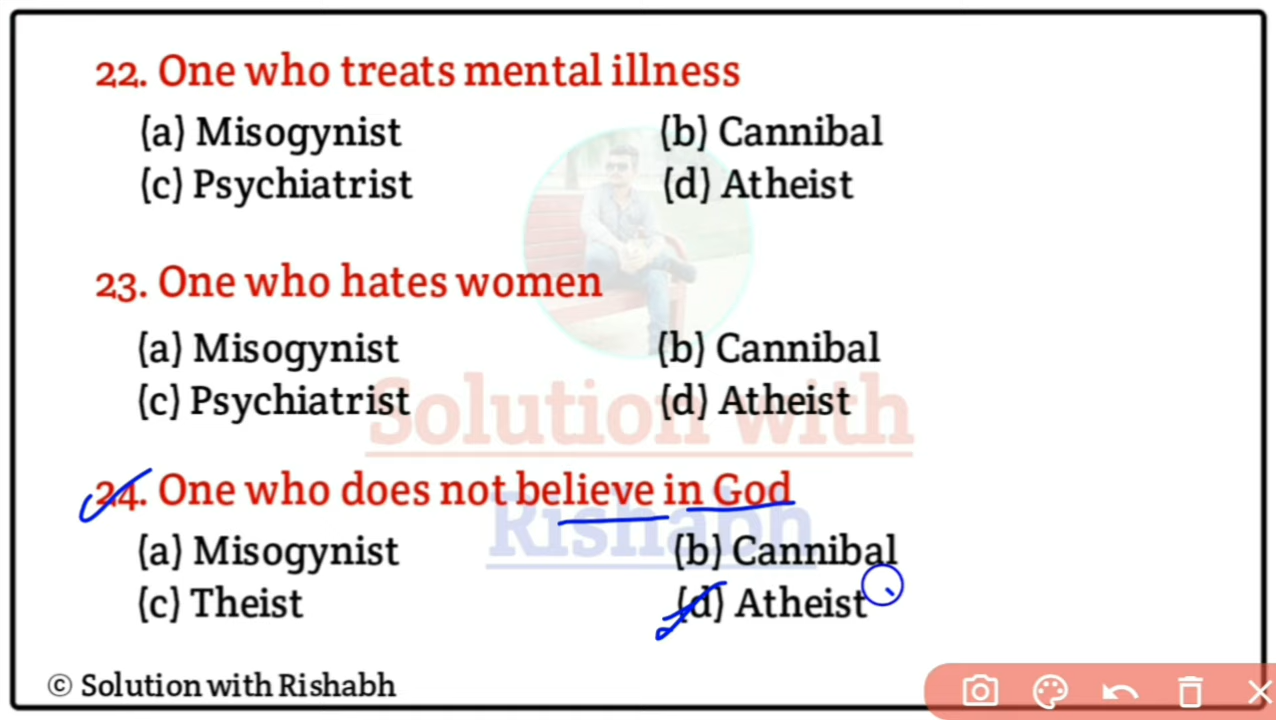 22. One who treats mental illness
(a) Misogynist (b) Cannibal
(c) Psychiatrist (d) Atheist
23. One who hates women
(a) Misogynist (b) Cannibal
(c) Psychiatrist (d) Atheist
Solution with
24. One who does not believe in God
Rishabh
(a) Misogynist (b) Cannibal
(c) Theist (d) Atheist
© Solution with Rishabh